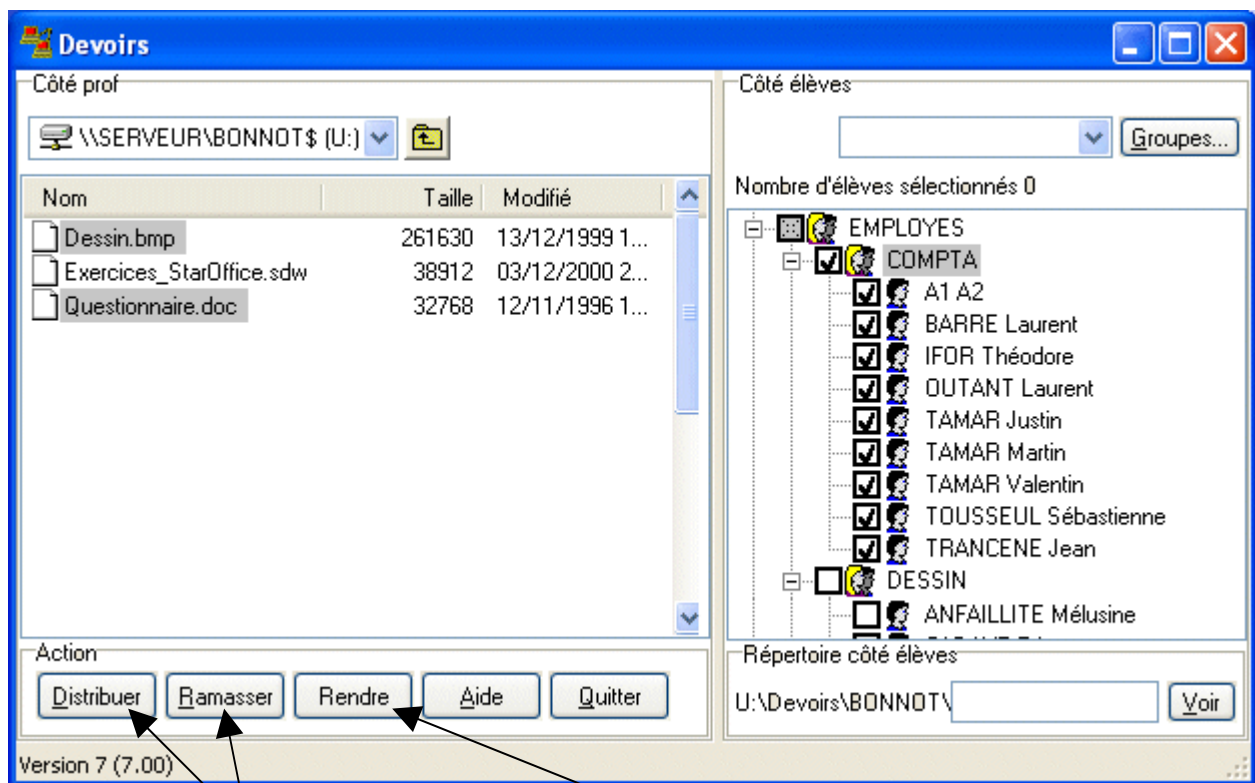 Devoirs
Côté prof
\\SERVEUR\BONNOT$ (U:)
Nom Taille Modifié
Dessin.bmp 261630 13/12/1999 1...
Exercices_StarOffice.sdw 38912 03/12/2000 2...
Questionnaire.doc 32768 12/11/1996 1...
Action
Distribuer Ramasser Rendre Aide Quitter
Version 7 (7.00)
Côté élèves
Groupes...
Nombre d'élèves sélectionnés 0
EMPLOYES
COMPTA
A1 A2
BARRE Laurent
IFOR Théodore
OUTANT Laurent
TAMAR Justin
TAMAR Martin
TAMAR Valentin
TOUSSEUL Sébastienne
TRANCENE Jean
DESSIN
ANFAILLITE Mélusine
Répertoire côté élèves
U:\Devoirs\BONNOT\ Voir